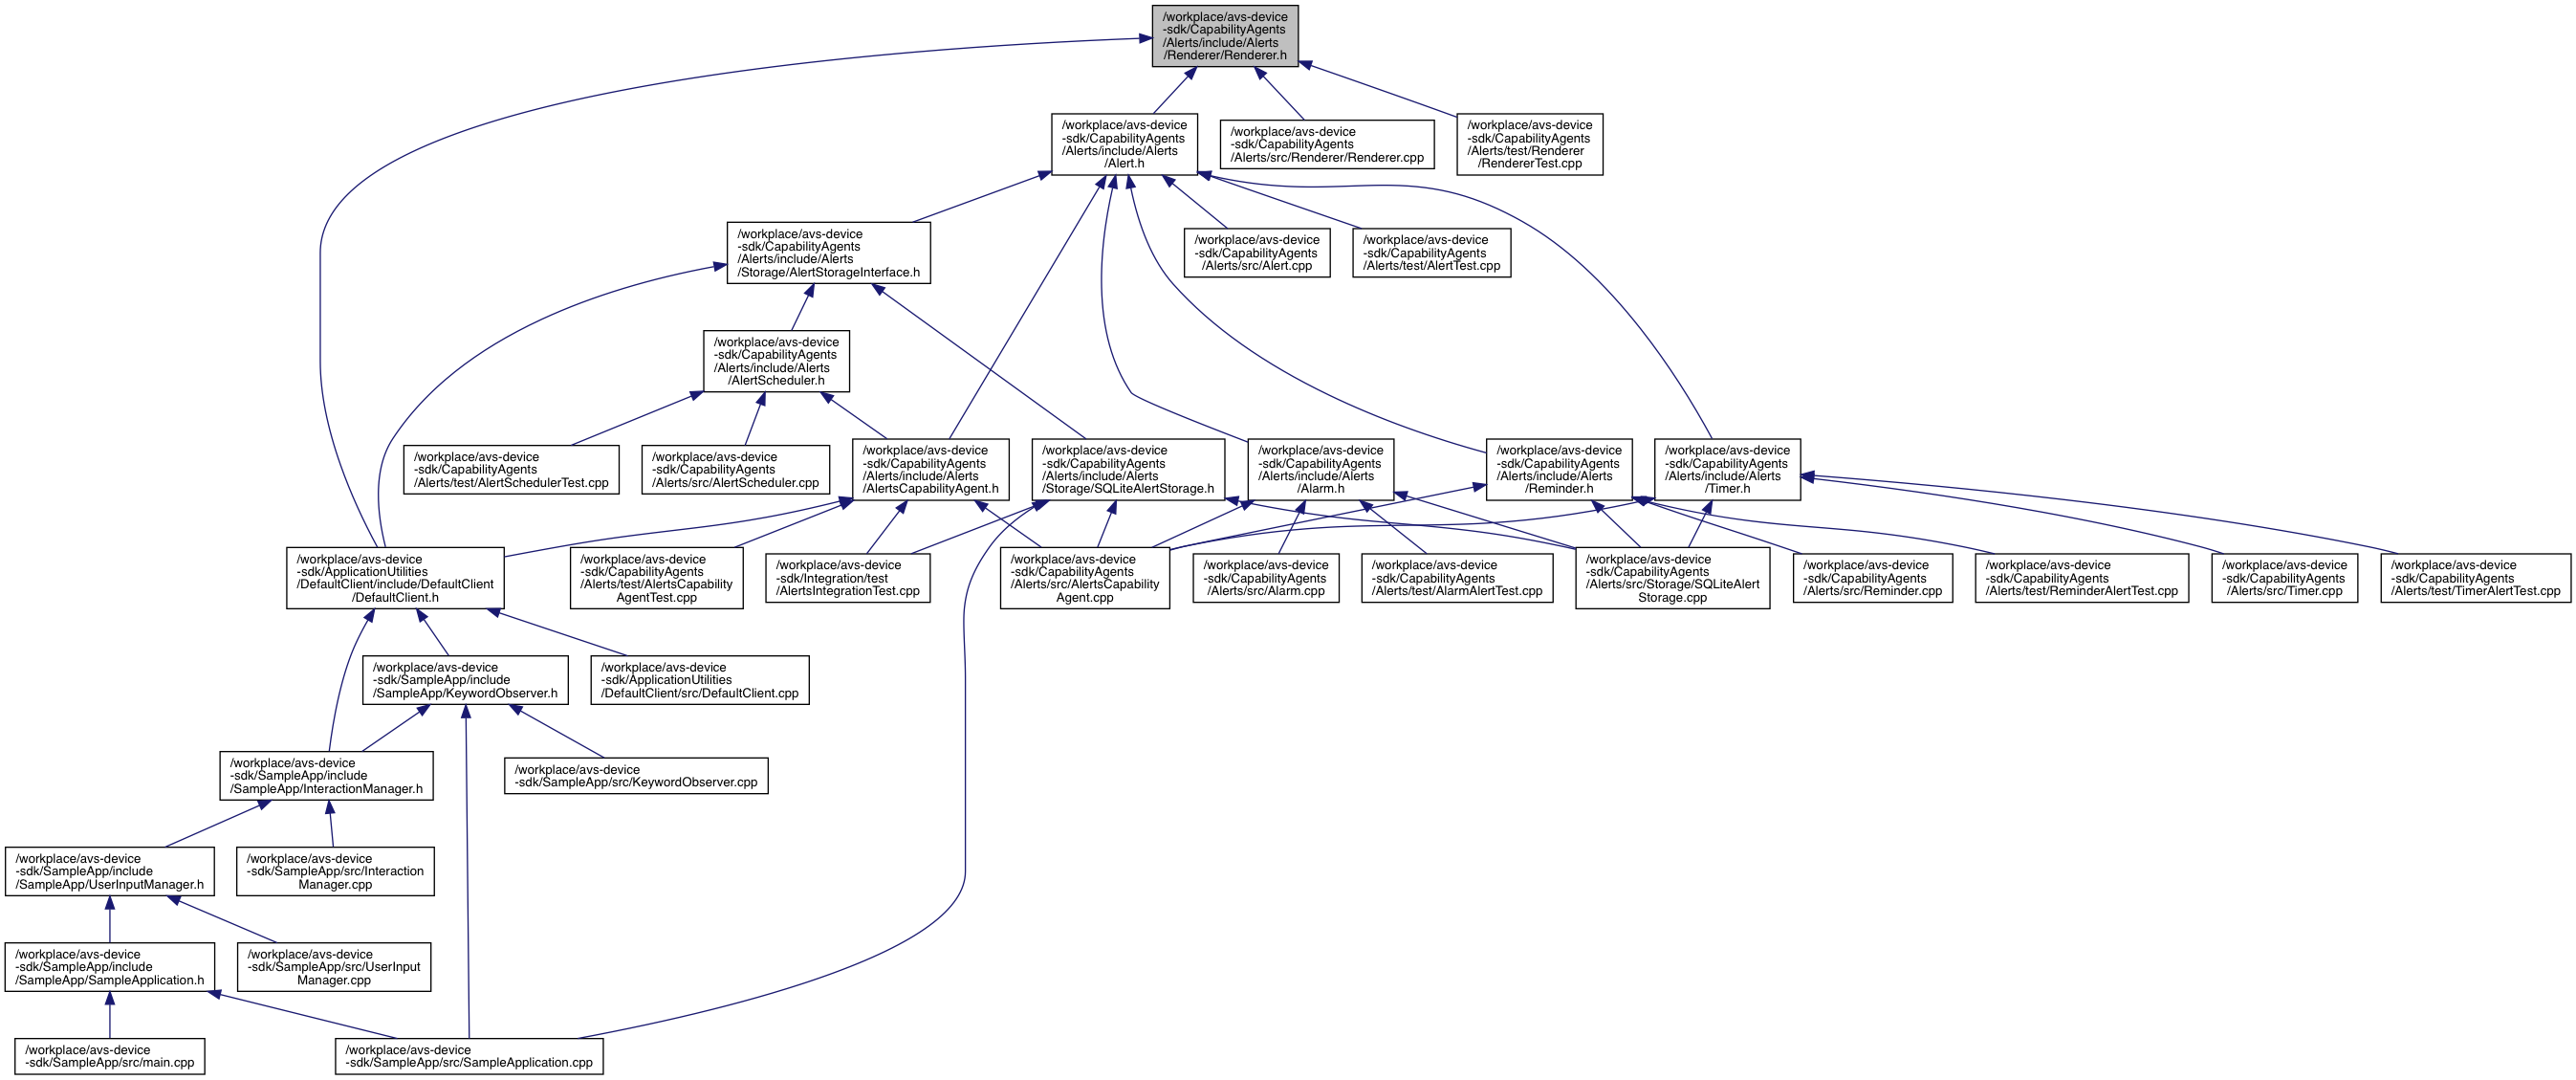 /workplace/avs-device
-sdk/CapabilityAgents
/Alerts/include/Alerts
/Renderer/Renderer.h
/workplace/avs-device
-sdk/CapabilityAgents
/Alerts/include/Alerts
/Alert.h
/workplace/avs-device
-sdk/CapabilityAgents
/Alerts/src/Renderer/Renderer.cpp
/workplace/avs-device
-sdk/CapabilityAgents
/Alerts/test/Renderer
/RendererTest.cpp
/workplace/avs-device
-sdk/CapabilityAgents
/Alerts/include/Alerts
/Storage/AlertStorageInterface.h
/workplace/avs-device
-sdk/CapabilityAgents
/Alerts/src/Alert.cpp
/workplace/avs-device
-sdk/CapabilityAgents
/Alerts/test/AlertTest.cpp
/workplace/avs-device
-sdk/CapabilityAgents
/Alerts/include/Alerts
/AlertScheduler.h
/workplace/avs-device
-sdk/CapabilityAgents
/Alerts/test/AlertSchedulerTest.cpp
/workplace/avs-device
-sdk/CapabilityAgents
/Alerts/src/AlertScheduler.cpp
/workplace/avs-device
-sdk/CapabilityAgents
/Alerts/include/Alerts
/AlertsCapabilityAgent.h
/workplace/avs-device
-sdk/CapabilityAgents
/Alerts/include/Alerts
/Storage/SQLiteAlertStorage.h
/workplace/avs-device
-sdk/CapabilityAgents
/Alerts/include/Alerts
/Alarm.h
/workplace/avs-device
-sdk/CapabilityAgents
/Alerts/include/Alerts
/Reminder.h
/workplace/avs-device
-sdk/CapabilityAgents
/Alerts/include/Alerts
/Timer.h
/workplace/avs-device
-sdk/ApplicationUtilities
/DefaultClient/include/DefaultClient
/DefaultClient.h
/workplace/avs-device
-sdk/CapabilityAgents
/Alerts/test/AlertsCapability
AgentTest.cpp
/workplace/avs-device
-sdk/Integration/test
/AlertsIntegrationTest.cpp
/workplace/avs-device
-sdk/CapabilityAgents
/Alerts/src/AlertsCapability
Agent.cpp
/workplace/avs-device
-sdk/CapabilityAgents
/Alerts/src/Alarm.cpp
/workplace/avs-device
-sdk/CapabilityAgents
/Alerts/test/AlarmAlertTest.cpp
/workplace/avs-device
-sdk/CapabilityAgents
/Alerts/src/Storage/SQLiteAlert
Storage.cpp
/workplace/avs-device
-sdk/CapabilityAgents
/Alerts/src/Reminder.cpp
/workplace/avs-device
-sdk/CapabilityAgents
/Alerts/test/ReminderAlertTest.cpp
/workplace/avs-device
-sdk/CapabilityAgents
/Alerts/src/Timer.cpp
/workplace/avs-device
-sdk/CapabilityAgents
/Alerts/test/TimerAlertTest.cpp
/workplace/avs-device
-sdk/SampleApp/include
/SampleApp/KeywordObserver.h
/workplace/avs-device
-sdk/ApplicationUtilities
/DefaultClient/src/DefaultClient.cpp
/workplace/avs-device
-sdk/SampleApp/include
/SampleApp/InteractionManager.h
/workplace/avs-device
-sdk/SampleApp/src/KeywordObserver.cpp
/workplace/avs-device
-sdk/SampleApp/include
/SampleApp/UserInputManager.h
/workplace/avs-device
-sdk/SampleApp/src/Interaction
Manager.cpp
/workplace/avs-device
-sdk/SampleApp/include
/SampleApp/SampleApplication.h
/workplace/avs-device
-sdk/SampleApp/src/UserInput
Manager.cpp
/workplace/avs-device
-sdk/SampleApp/src/main.cpp
/workplace/avs-device
-sdk/SampleApp/src/SampleApplication.cpp